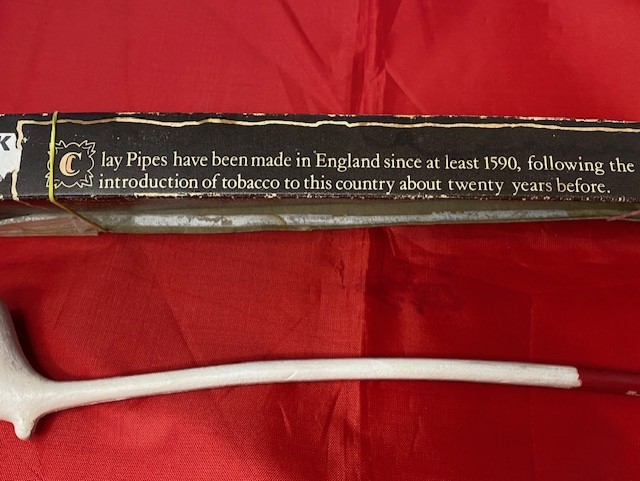 K
Clay Pipes have been made in England since at least 1590, following the
introduction of tobacco to this country about twenty years before.